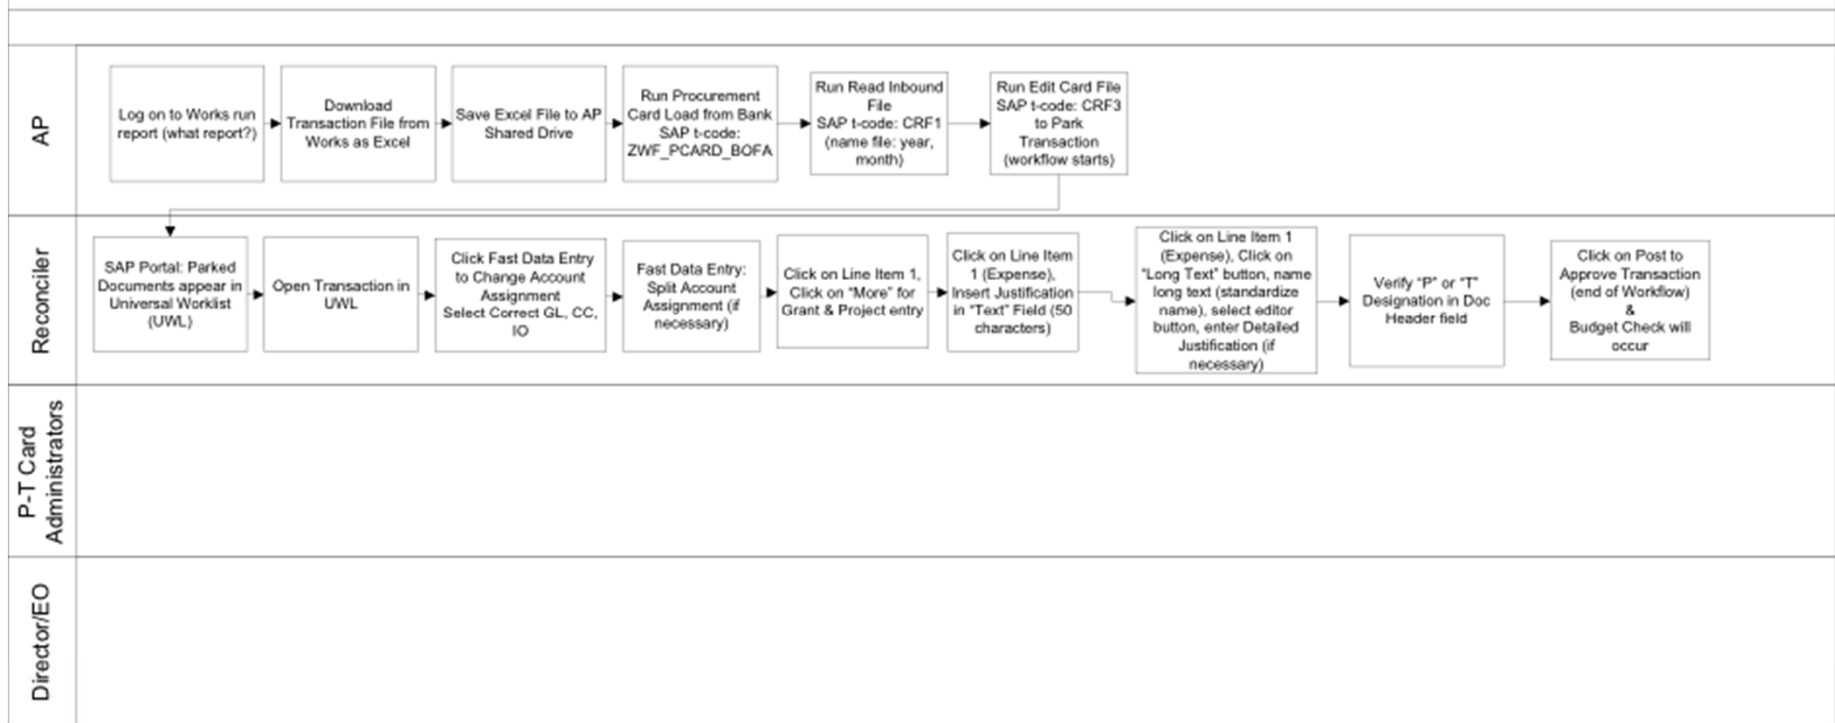 AP
Log on to Works run
report (what report?)
Download
Transaction File from
Works as Excel
Save Excel File to AP
Shared Drive
Run Procurement
Card Load from Bank
SAP t-code:
ZWF_PCARD_BOFA
Run Read Inbound
File
SAP t-code: CRF1
(name file: year,
month)
Run Edit Card File
SAP t-code: CRF3
to Park
Transaction
(workflow starts)
Reconciler
SAP Portal: Parked
Documents appear in
Universal Worklist
(UWL)
Open Transaction in
UWL
Click Fast Data Entry
to Change Account
Assignment
Select Correct GL, CC,
IO
Fast Data Entry:
Split Account
Assignment (if
necessary)
Click on Line Item 1,
Click on "More" for
Grant & Project entry
Click on Line Item
1 (Expense),
Insert Justification
in "Text" Field (50
characters)
Click on Line Item 1
(Expense), Click on
"Long Text" button, name
long text (standardize
name), select editor
button, enter Detailed
Justification (if
necessary)
Verify "P" or "T"
Designation in Doc
Header field
Click on Post to
Approve Transaction
(end of Workflow)
&
Budget Check will
occur
P-T Card
Administrators
Director/EO